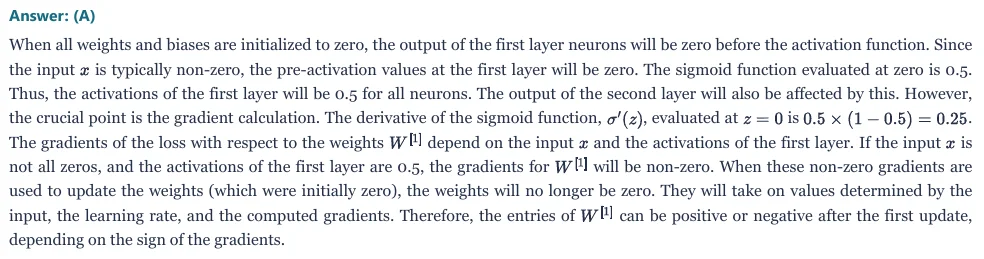 Answer: (A)
When all weights and biases are initialized to zero, the output of the first layer neurons will be zero before the activation function. Since
the input x is typically non-zero, the pre-activation values at the first layer will be zero. The sigmoid function evaluated at zero is 0.5.
Thus, the activations of the first layer will be 0.5 for all neurons. The output of the second layer will also be affected by this. However,
the crucial point is the gradient calculation. The derivative of the sigmoid function, σ′(z), evaluated at z = 0 is 0.5 × (1 − 0.5) = 0.25.
The gradients of the loss with respect to the weights W[1] depend on the input x and the activations of the first layer. If the input x is
not all zeros, and the activations of the first layer are 0.5, the gradients for W[1] will be non-zero. When these non-zero gradients are
used to update the weights (which were initially zero), the weights will no longer be zero. They will take on values determined by the
input, the learning rate, and the computed gradients. Therefore, the entries of W[1] can be positive or negative after the first update,
depending on the sign of the gradients.